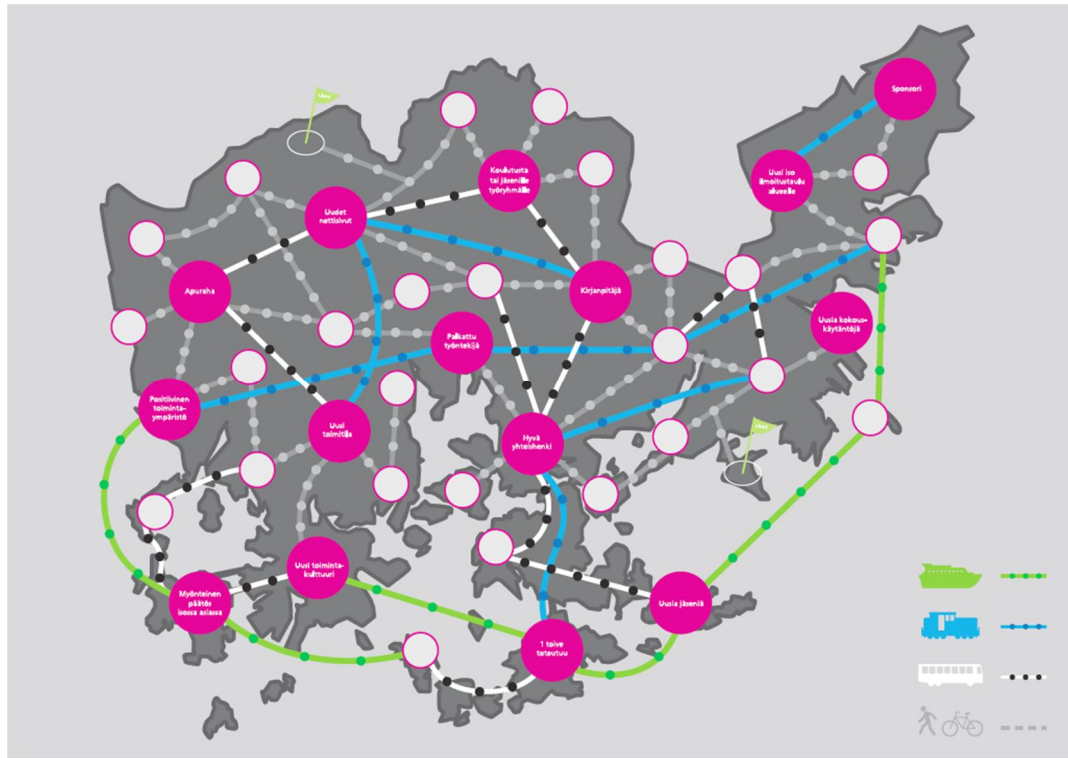 Sponsori
Uusi iso
ilmoitustaulu
alueelle
Koulutusta
tai jäsenille
työryhmälle
Uudet
nettisivut
Apuraha
Kirjanpitäjä
Uusia kokous-
käytäntöjä
Palkattu
työntekijä
Positiivinen
toiminta-
ympäristö
Uusi
toimitila
Hyvä
yhteishenki
Uusi toiminta-
kulttuuri
Myönteinen
päätös
isossa asiassa
Uusia jäseniä
1 toive
toteutuu